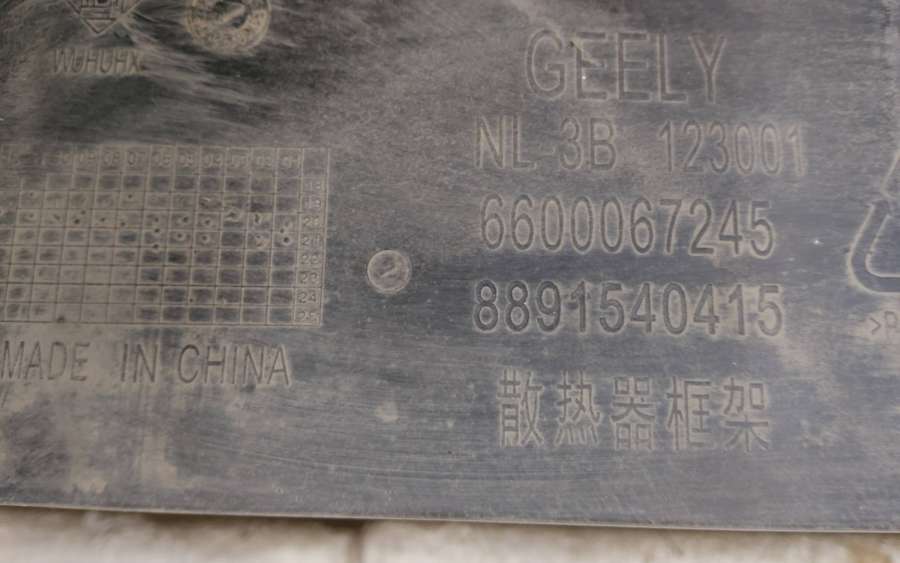 WUHUHX
GEELY
NL-3B 123001
6600067245
8891540415
散热器框架
MADE IN CHINA